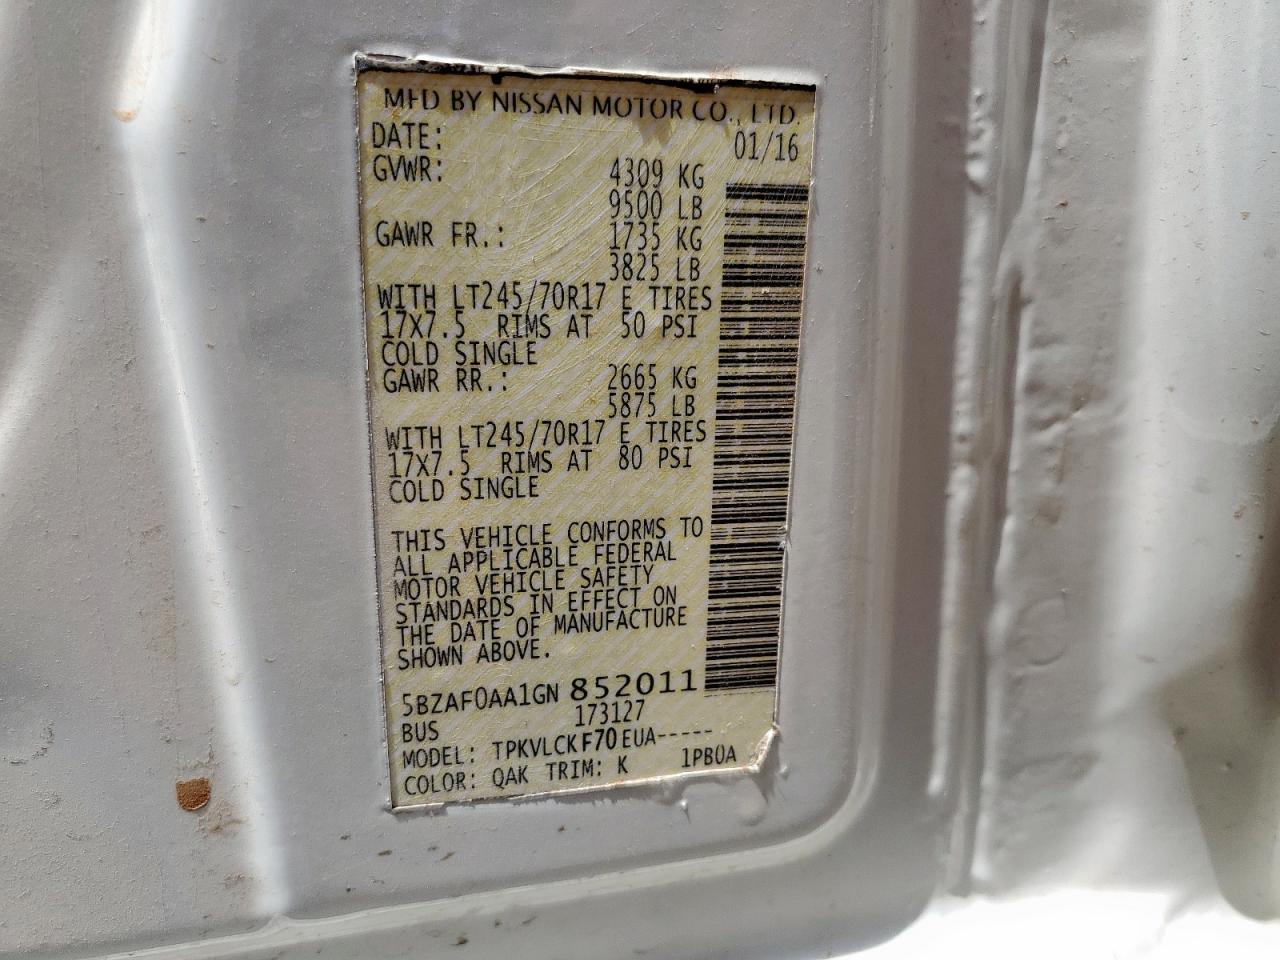 MFD BY NISSAN MOTOR CO., LTD.
DATE: 01/16
GVWR: 4309 KG
9500 LB
GAWR FR.: 1735 KG
3825 LB
WITH LT245/70R17 E TIRES
17X7.5 RIMS AT 50 PSI
COLD SINGLE
GAWR RR.: 2665 KG
5875 LB
WITH LT245/70R17 E TIRES
17X7.5 RIMS AT 80 PSI
COLD SINGLE
THIS VEHICLE CONFORMS TO
ALL APPLICABLE FEDERAL
MOTOR VEHICLE SAFETY
STANDARDS IN EFFECT ON
THE DATE OF MANUFACTURE
SHOWN ABOVE.
5BZAF0AA1GN 852011
BUS 173127
MODEL: TPKVLCKF70EUA-----
COLOR: QAK TRIM: K 1PB0A